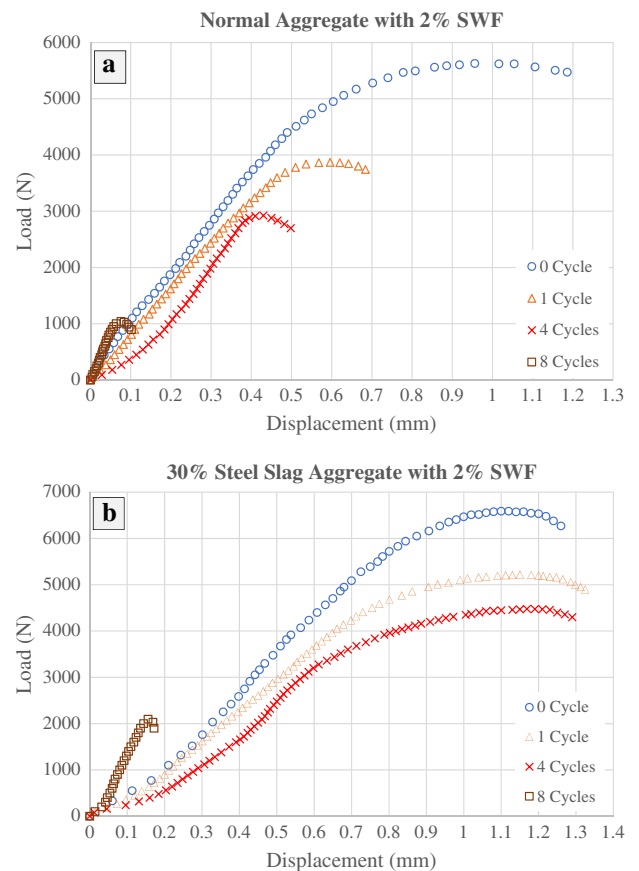 Normal Aggregate with 2% SWF
a
6000
5000
4000
3000
2000
1000
0
Load (N)
0 Cycle
1 Cycle
4 Cycles
8 Cycles
0 0.1 0.2 0.3 0.4 0.5 0.6 0.7 0.8 0.9 1 1.1 1.2 1.3
Displacement (mm)
30% Steel Slag Aggregate with 2% SWF
b
7000
6000
5000
4000
3000
2000
1000
0
Load (N)
0 Cycle
1 Cycle
4 Cycles
8 Cycles
0 0.1 0.2 0.3 0.4 0.5 0.6 0.7 0.8 0.9 1 1.1 1.2 1.3 1.4
Displacement (mm)